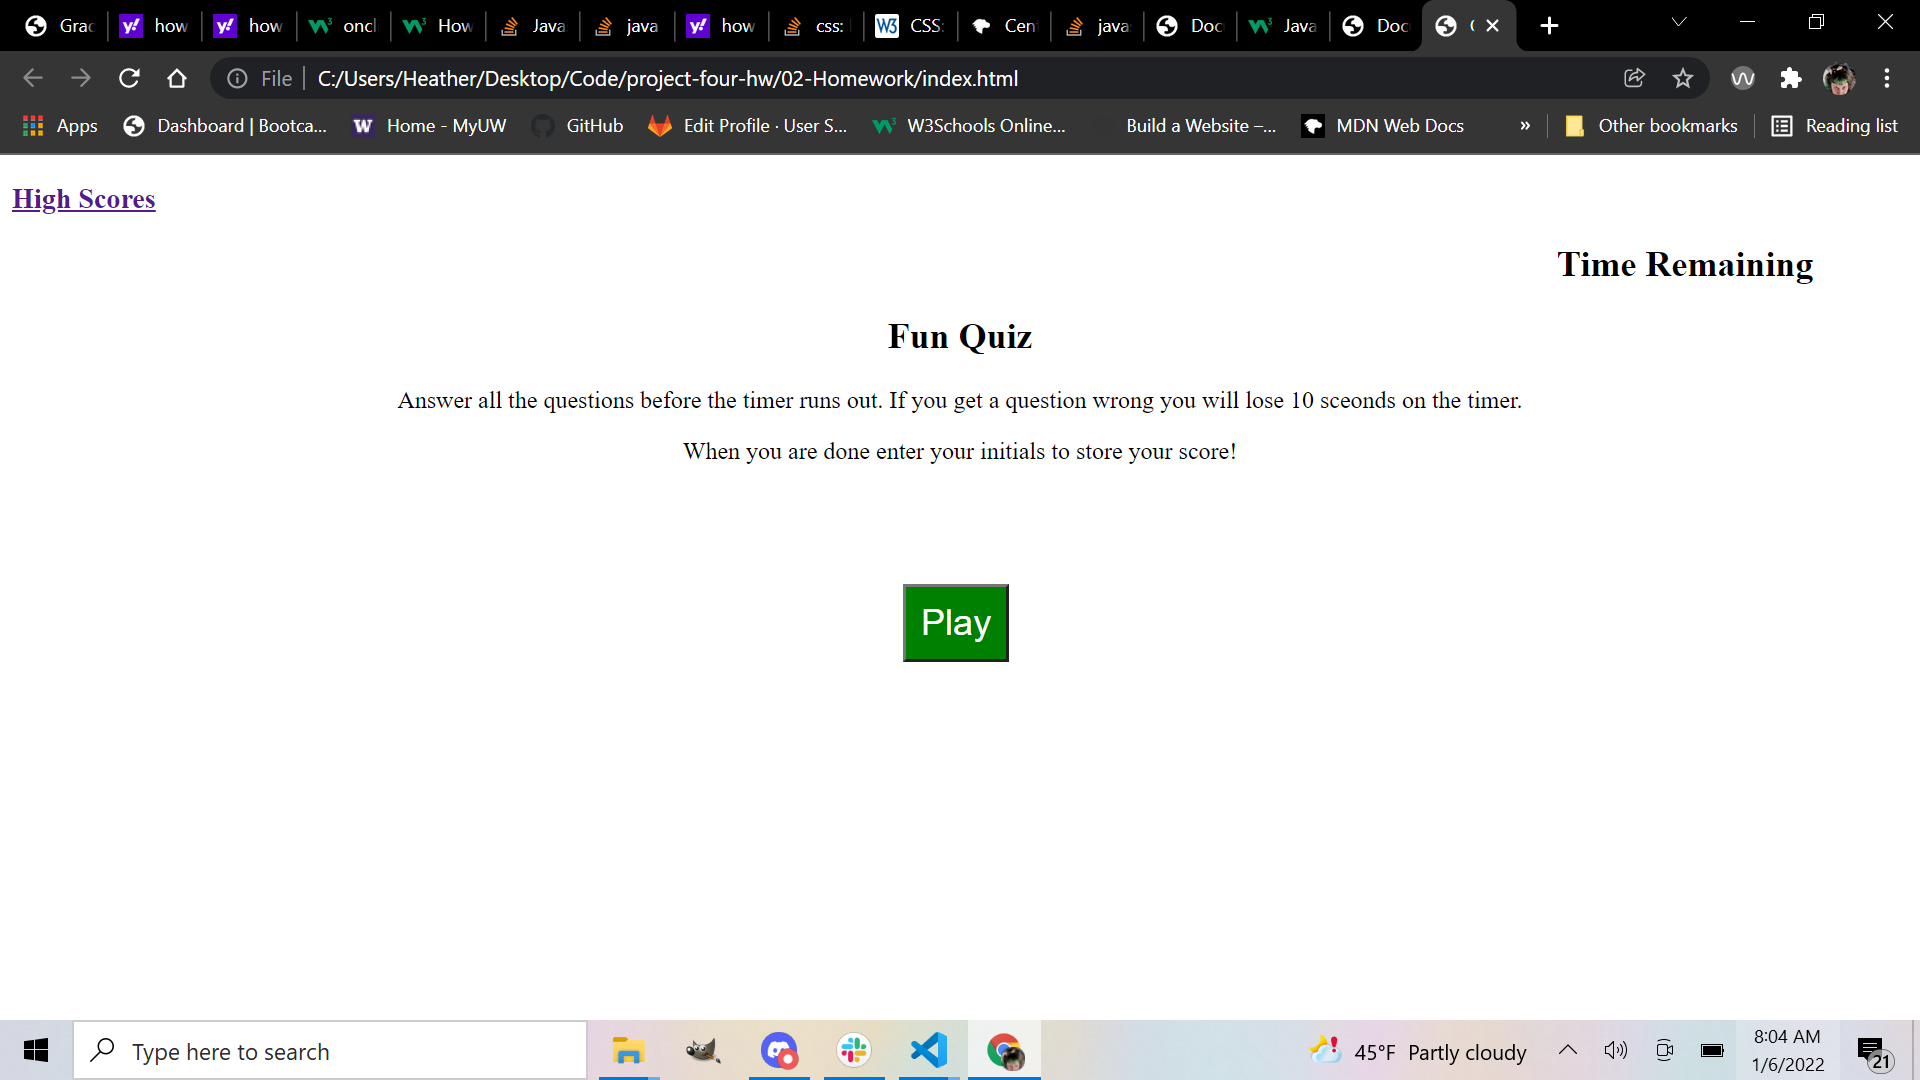 Grac how how oncl How Java java how css: CSS: Cen java Doc Java Doc
File C:/Users/Heather/Desktop/Code/project-four-hw/02-Homework/index.html
Apps Dashboard | Bootca... Home - MyUW GitHub Edit Profile · User S... W3Schools Online... Build a Website –... MDN Web Docs » Other bookmarks Reading list
High Scores
Time Remaining
Fun Quiz
Answer all the questions before the timer runs out. If you get a question wrong you will lose 10 sceonds on the timer.
When you are done enter your initials to store your score!
Play
Type here to search 45°F Partly cloudy 8:04 AM
1/6/2022 21